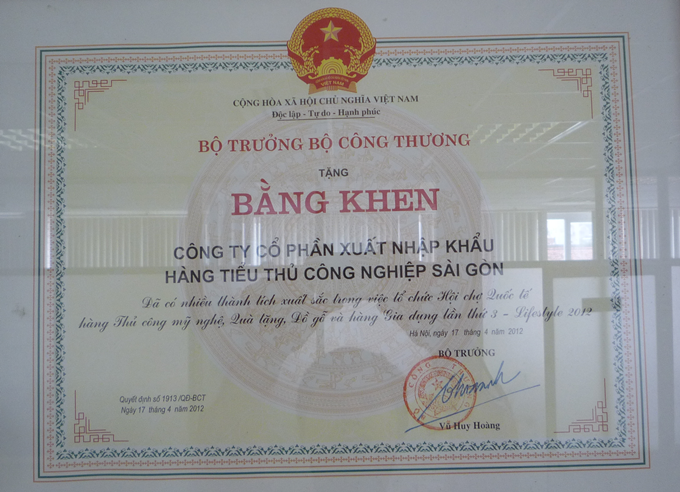 VIỆT NAM
CỘNG HÒA XÃ HỘI CHỦ NGHĨA VIỆT NAM
Độc lập - Tự do - Hạnh phúc
BỘ TRƯỞNG BỘ CÔNG THƯƠNG
TẶNG
BẰNG KHEN
CÔNG TY CỔ PHẦN XUẤT NHẬP KHẨU
HÀNG TIỂU THỦ CÔNG NGHIỆP SÀI GÒN
Đã có nhiều thành tích xuất sắc trong việc tổ chức Hội chợ Quốc tế
hàng Thủ công mỹ nghệ, Quà tặng, Đồ gỗ và hàng Gia dụng lần thứ 3 - Lifestyle 2012
Hà Nội, ngày 17 tháng 4 năm 2012
BỘ TRƯỞNG
Quyết định số 1913 /QĐ-BCT
Ngày 17 tháng 4 năm 2012
Vũ Huy Hoàng